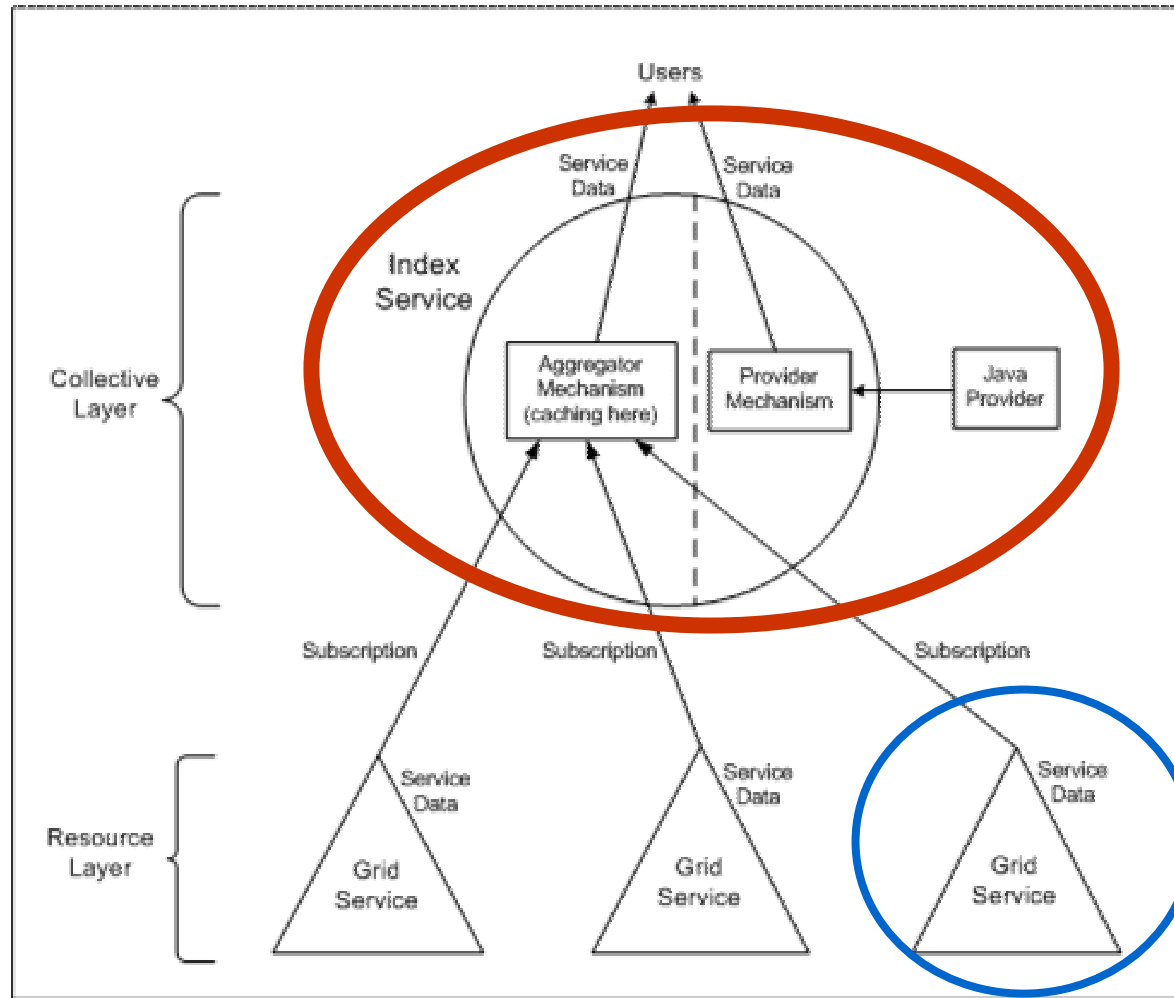 Users
Service
Data
Service
Data
Index
Service
Collective
Layer
Aggregator
Mechanism
(caching here)
Provider
Mechanism
Java
Provider
Subscription
Subscription
Subscription
Resource
Layer
Service
Data
Grid
Service
Service
Data
Grid
Service
Service
Data
Grid
Service